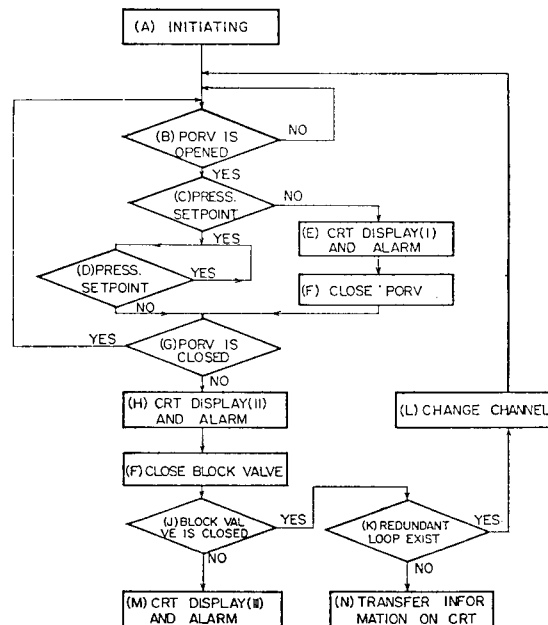 (A) INITIATING
(B) PORV IS
OPENED
NO
YES
(C) PRESS.
SETPOINT
NO
YES
(E) CRT DISPLAY(I)
AND ALARM
(D) PRESS.
SETPOINT
YES
NO
(F) CLOSE PORV
(G) PORV IS
CLOSED
YES
NO
(H) CRT DISPLAY(II)
AND ALARM
(L) CHANGE CHANNEL
(F) CLOSE BLOCK VALVE
(J) BLOCK VAL
VE IS CLOSED
YES
NO
(K) REDUNDANT
LOOP EXIST
YES
NO
(M) CRT DISPLAY(III)
AND ALARM
(N) TRANSFER INFOR
MATION ON CRT